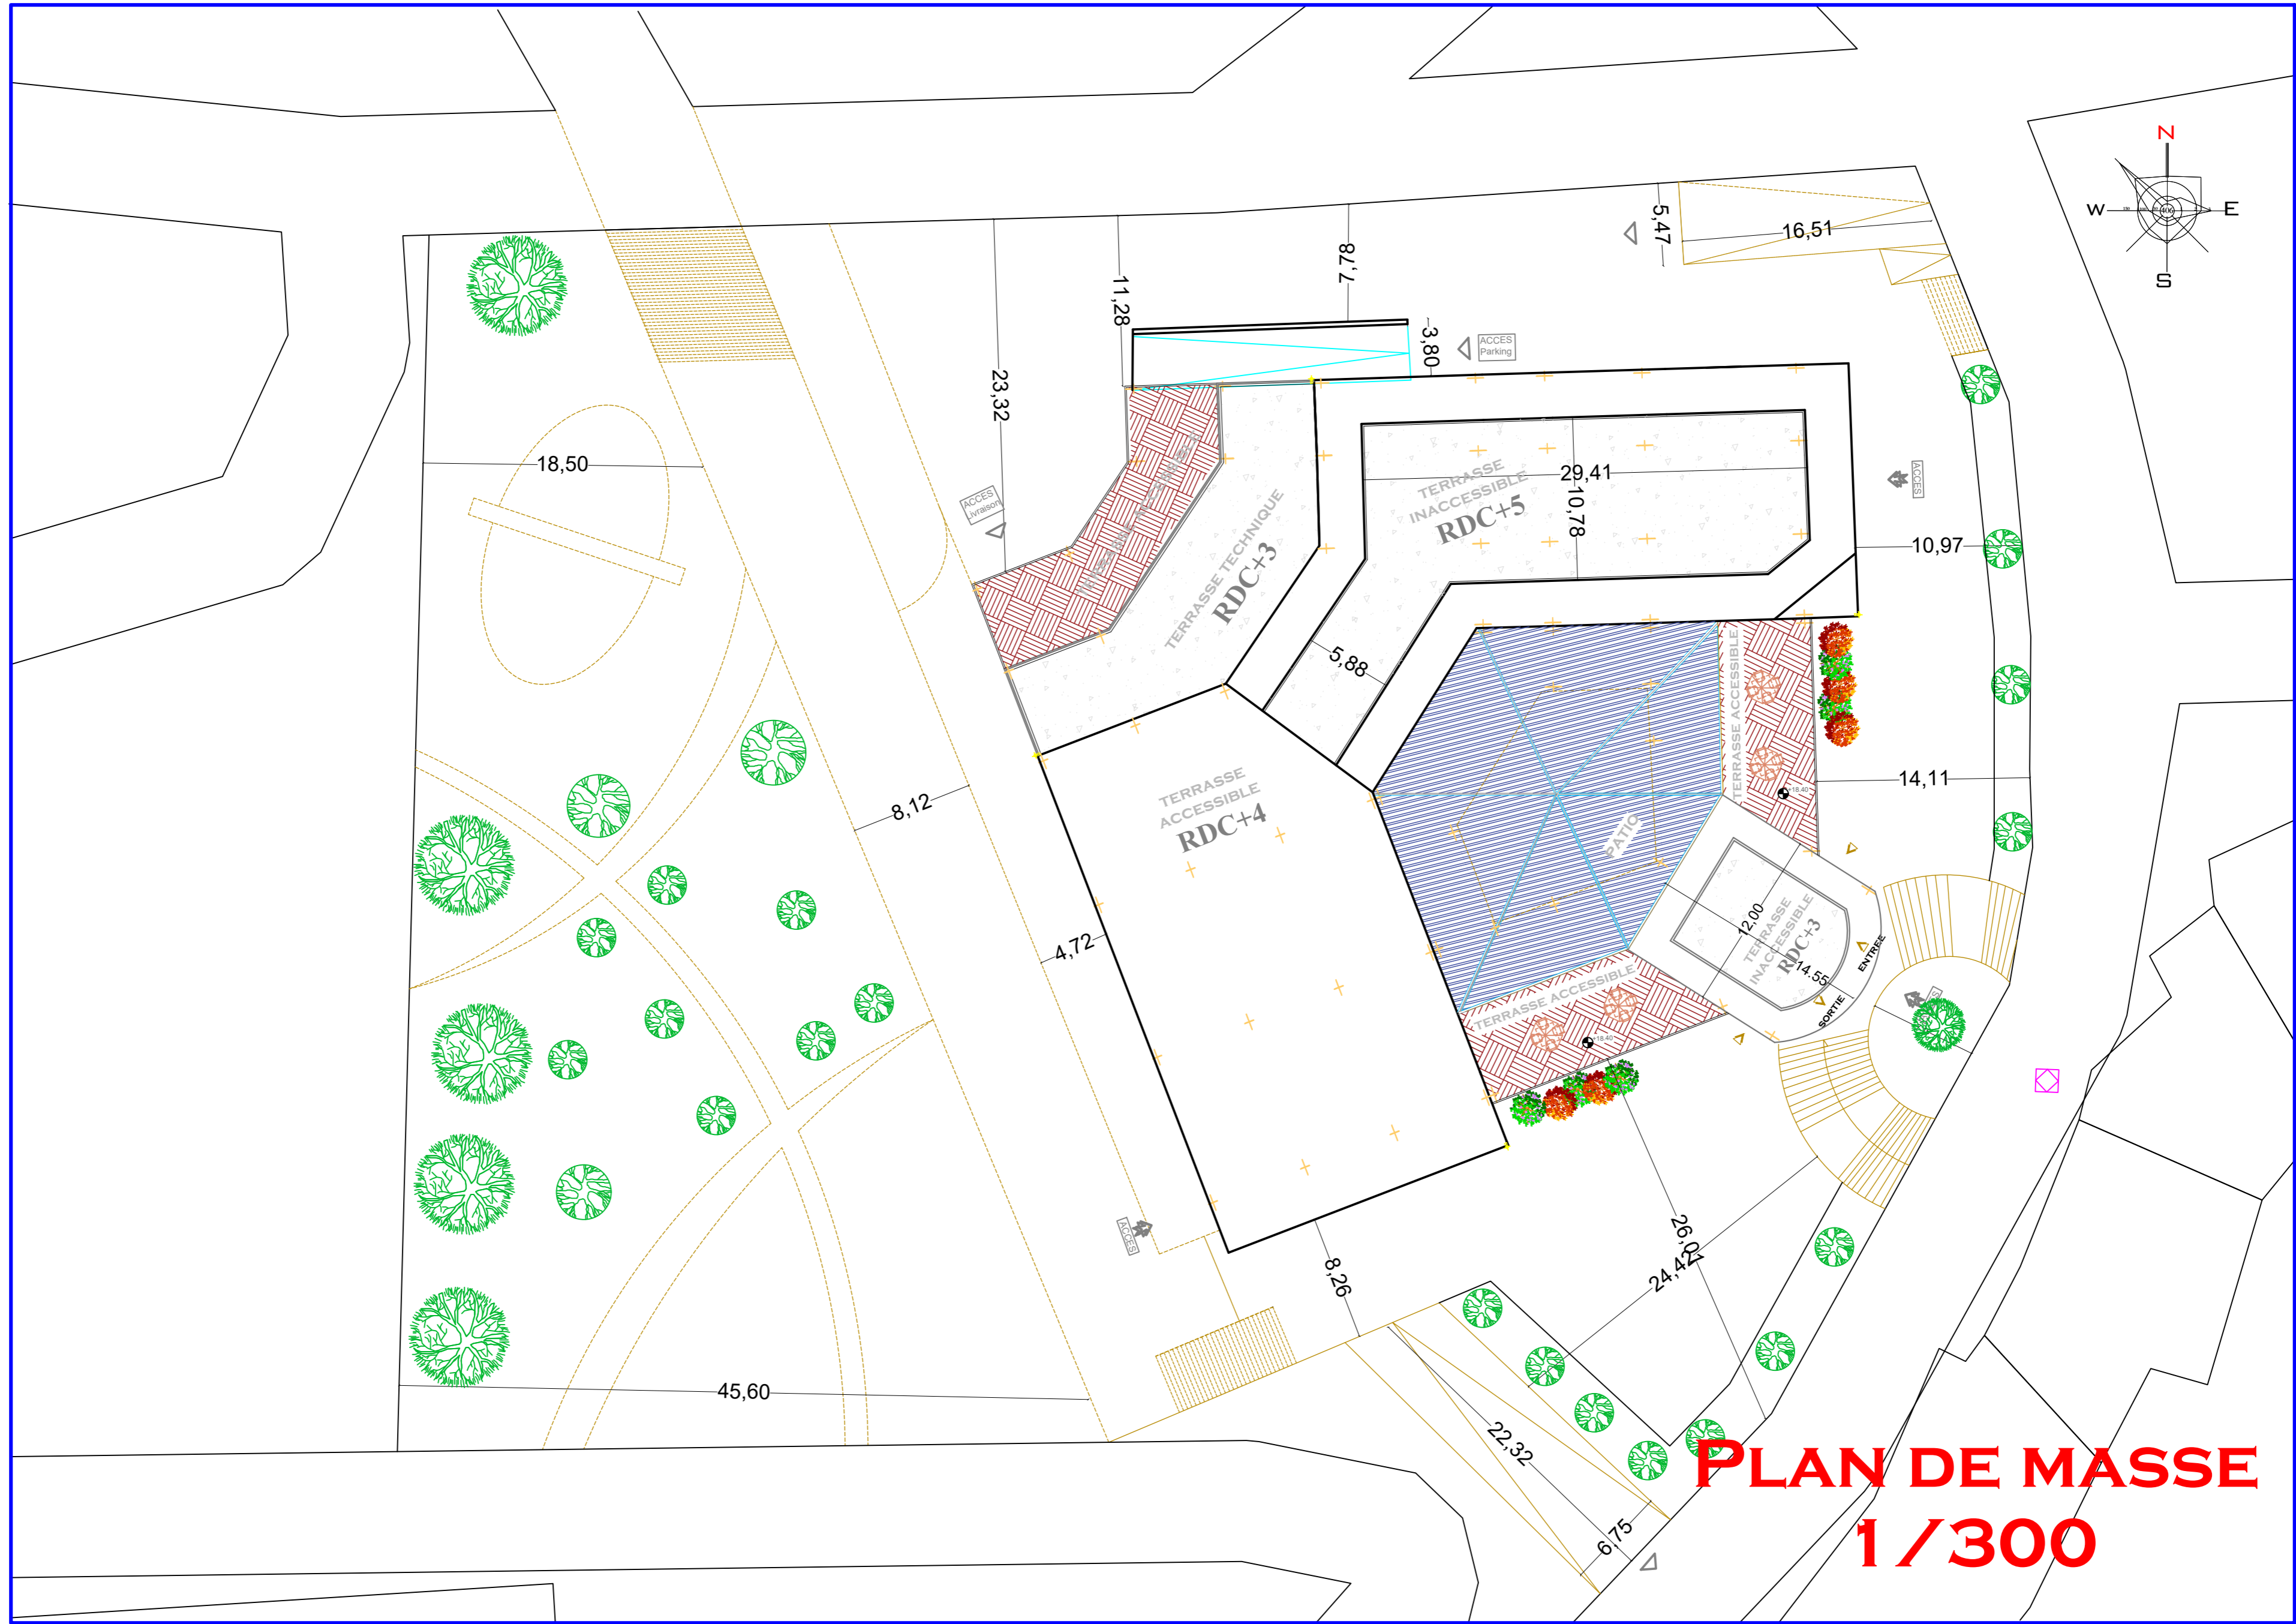 N
W
E
S
5,47
16,51
7,78
11,28
3,80
ACCES
Parking
23,32
18,50
ACCES
Livraison
TERRASSE TECHNIQUE
RDC+3
TERRASSE
INACCESSIBLE
RDC+5
29,41
10,78
ACCES
10,97
5,88
TERRASSE ACCESSIBLE
14,11
+18.40
TERRASSE
ACCESSIBLE
RDC+4
8,12
PATIO
4,72
12,00
TERRASSE
INACCESSIBLE
RDC+3
14.55
ENTREE
SORTIE
TERRASSE ACCESSIBLE
+18.40
ACCES
26,01
24,42
8,26
45,60
22,32
6,75
PLAN DE MASSE
1/300